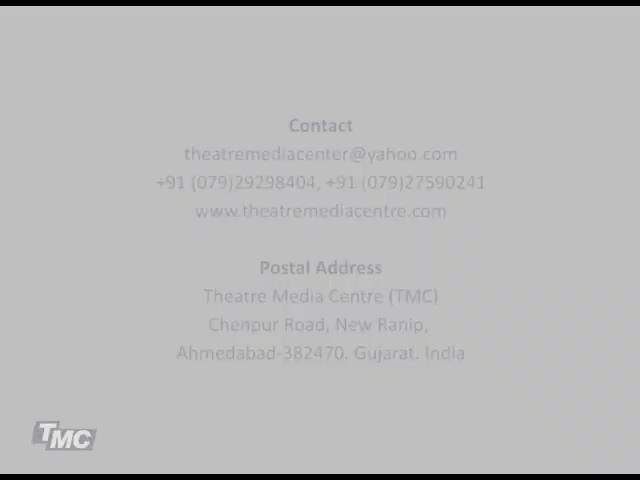 Contact
theatremediacenter@yahoo.com
+91 (079)29298404, +91 (079)27590241
www.theatremediacentre.com
Postal Address
Theatre Media Centre (TMC)
Chenpur Road, New Ranip,
Ahmedabad-382470. Gujarat. India
TMC